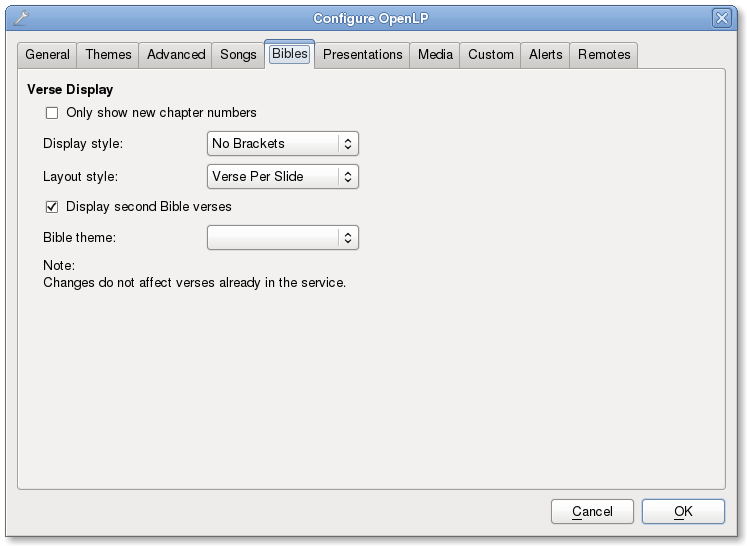 Configure OpenLP
General Themes Advanced Songs Bibles Presentations Media Custom Alerts Remotes
Verse Display
Only show new chapter numbers
Display style: No Brackets
Layout style: Verse Per Slide
Display second Bible verses
Bible theme:
Note:
Changes do not affect verses already in the service.
Cancel OK